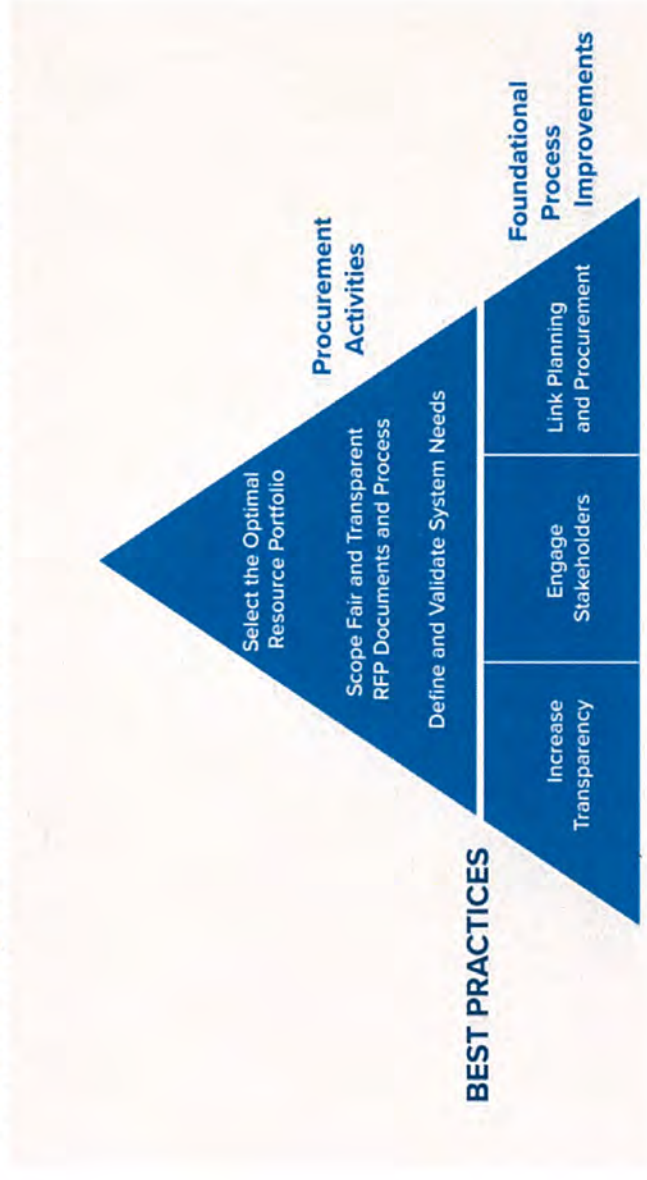 Select the Optimal
Resource Portfolio
Procurement
Activities
Scope Fair and Transparent
RFP Documents and Process
Define and Validate System Needs
BEST PRACTICES
Foundational
Process
Improvements
Increase
Transparency
Engage
Stakeholders
Link Planning
and Procurement